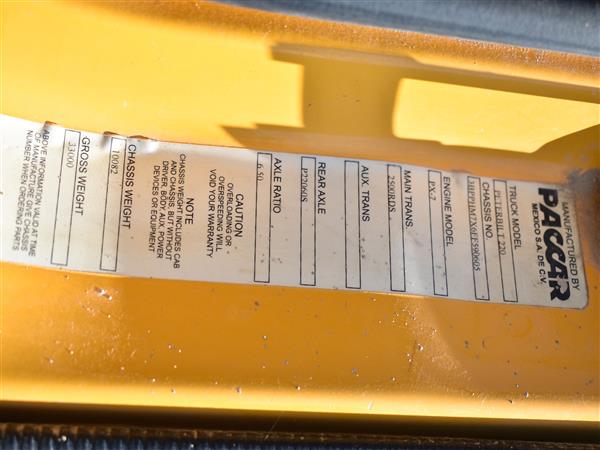 MANUFACTURED BY
PACCAR
MEXICO S.A. DE C.V.
TRUCK MODEL
PETERBILT 220
CHASSIS NO
ENGINE MODEL
PX-7
MAIN TRANS.
2500RDS
AUX. TRANS
REAR AXLE
P22060S
AXLE RATIO
6.50
CAUTION
OVERLOADING OR
OVERSPEEDING WILL
VOID YOUR WARRANTY
NOTE
CHASSIS WEIGHT INCLUDES CAB
AND CHASSIS, BUT WITHOUT
DRIVER, BODY, AUX. POWER
DEVICES OR EQUIPMENT
CHASSIS WEIGHT
10082
GROSS WEIGHT
33000
ABOVE INFORMATION VALID AT TIME
OF MANUFACTURE GIVE CHASSIS
NUMBER WHEN ORDERING PARTS